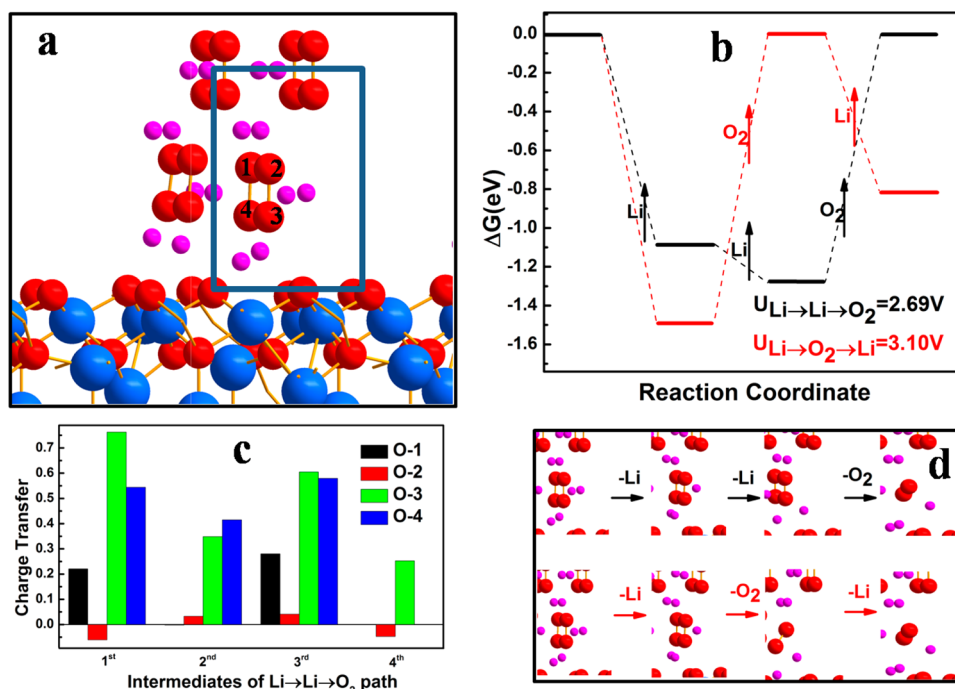 a
1 2
4 3
b
0.0
-0.2
-0.4
-0.6
-0.8
-1.0
-1.2
-1.4
-1.6
ΔG(eV)
O2
Li
Li
Li
O2
U Li→Li→O2=2.69V
U Li→O2→Li=3.10V
Reaction Coordinate
c
0.7
0.6
0.5
0.4
0.3
0.2
0.1
0.0
Charge Transfer
O-1
O-2
O-3
O-4
1st 2nd 3rd 4th
Intermediates of Li→Li→O2 path
d
-Li -Li -O2
-Li -O2 -Li